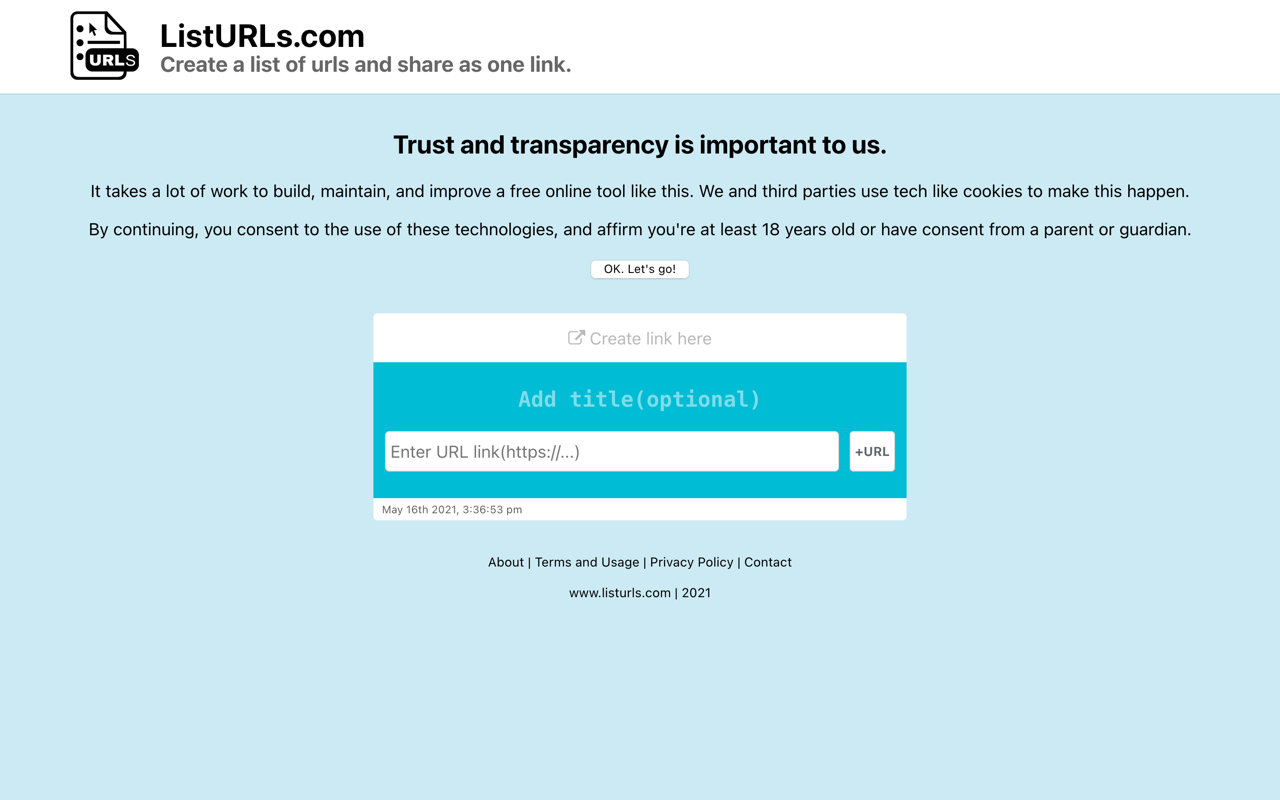 URLS
ListURLs.com
Create a list of urls and share as one link.
Trust and transparency is important to us.
It takes a lot of work to build, maintain, and improve a free online tool like this. We and third parties use tech like cookies to make this happen.
By continuing, you consent to the use of these technologies, and affirm you're at least 18 years old or have consent from a parent or guardian.
OK. Let's go!
Create link here
Add title(optional)
Enter URL link(https://...)
+URL
May 16th 2021, 3:36:53 pm
About | Terms and Usage | Privacy Policy | Contact
www.listurls.com | 2021